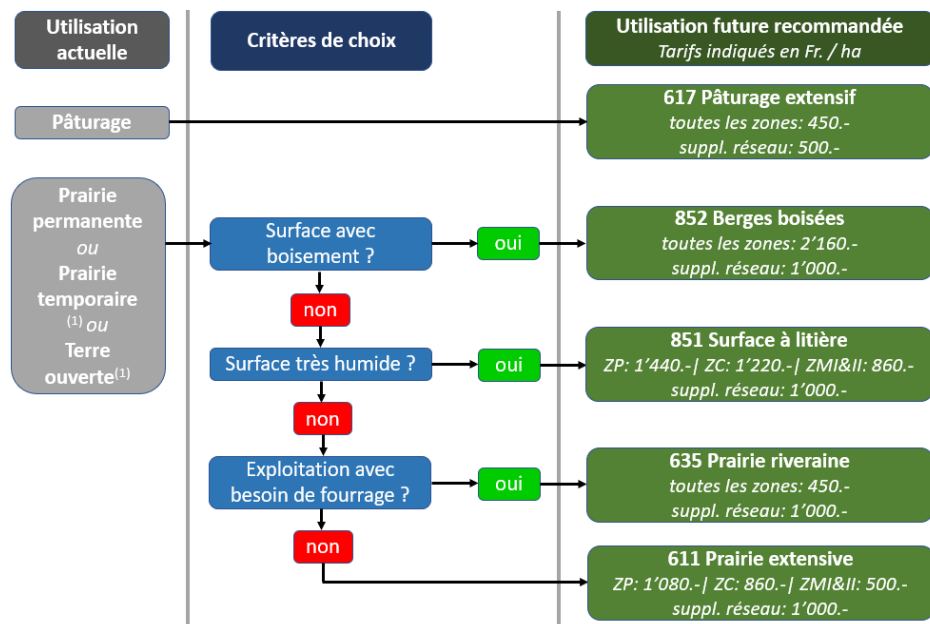 Utilisation
actuelle
Critères de choix
Utilisation future recommandée
Tarifs indiqués en Fr. / ha
Pâturage
617 Pâturage extensif
toutes les zones: 450.-
suppl. réseau: 500.-
Prairie
permanente
ou
Prairie
temporaire
(1) ou
Terre
ouverte(1)
Surface avec
boisement ?
oui
852 Berges boisées
toutes les zones: 2’160.-
suppl. réseau: 1’000.-
non
Surface très humide ?
oui
851 Surface à litière
ZP: 1’440.-| ZC: 1’220.-| ZMI&II: 860.-
suppl. réseau: 1’000.-
non
Exploitation avec
besoin de fourrage ?
oui
635 Prairie riveraine
toutes les zones: 450.-
suppl. réseau: 1’000.-
non
611 Prairie extensive
ZP: 1’080.-| ZC: 860.-| ZMI&II: 500.-
suppl. réseau: 1’000.-